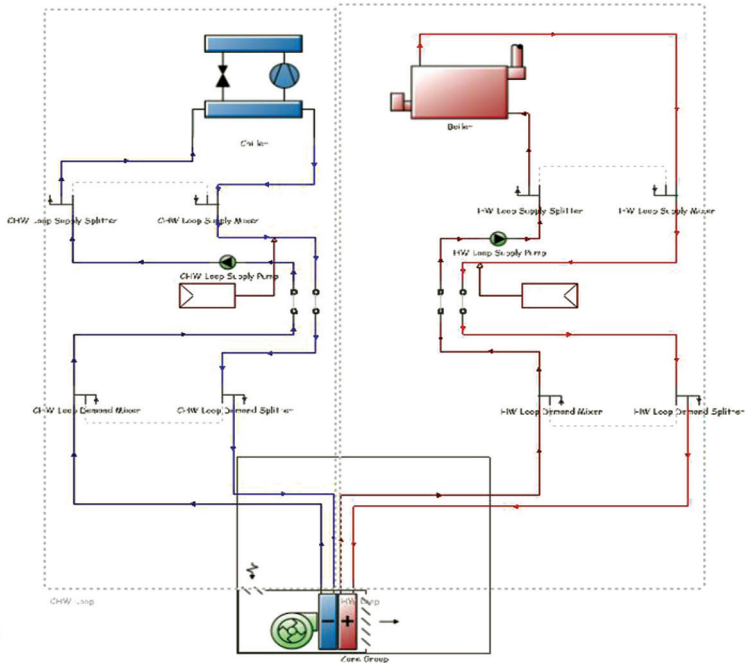 Chiller
Boiler
CHW Loop Supply Splitter
CHW Loop Supply Mixer
HW Loop Supply Splitter
HW Loop Supply Mixer
CHW Loop Supply Pump
HW Loop Supply Pump
CHW Loop Demand Mixer
CHW Loop Demand Splitter
HW Loop Demand Mixer
HW Loop Demand Splitter
CHW Loop
HW Loop
Zone Group